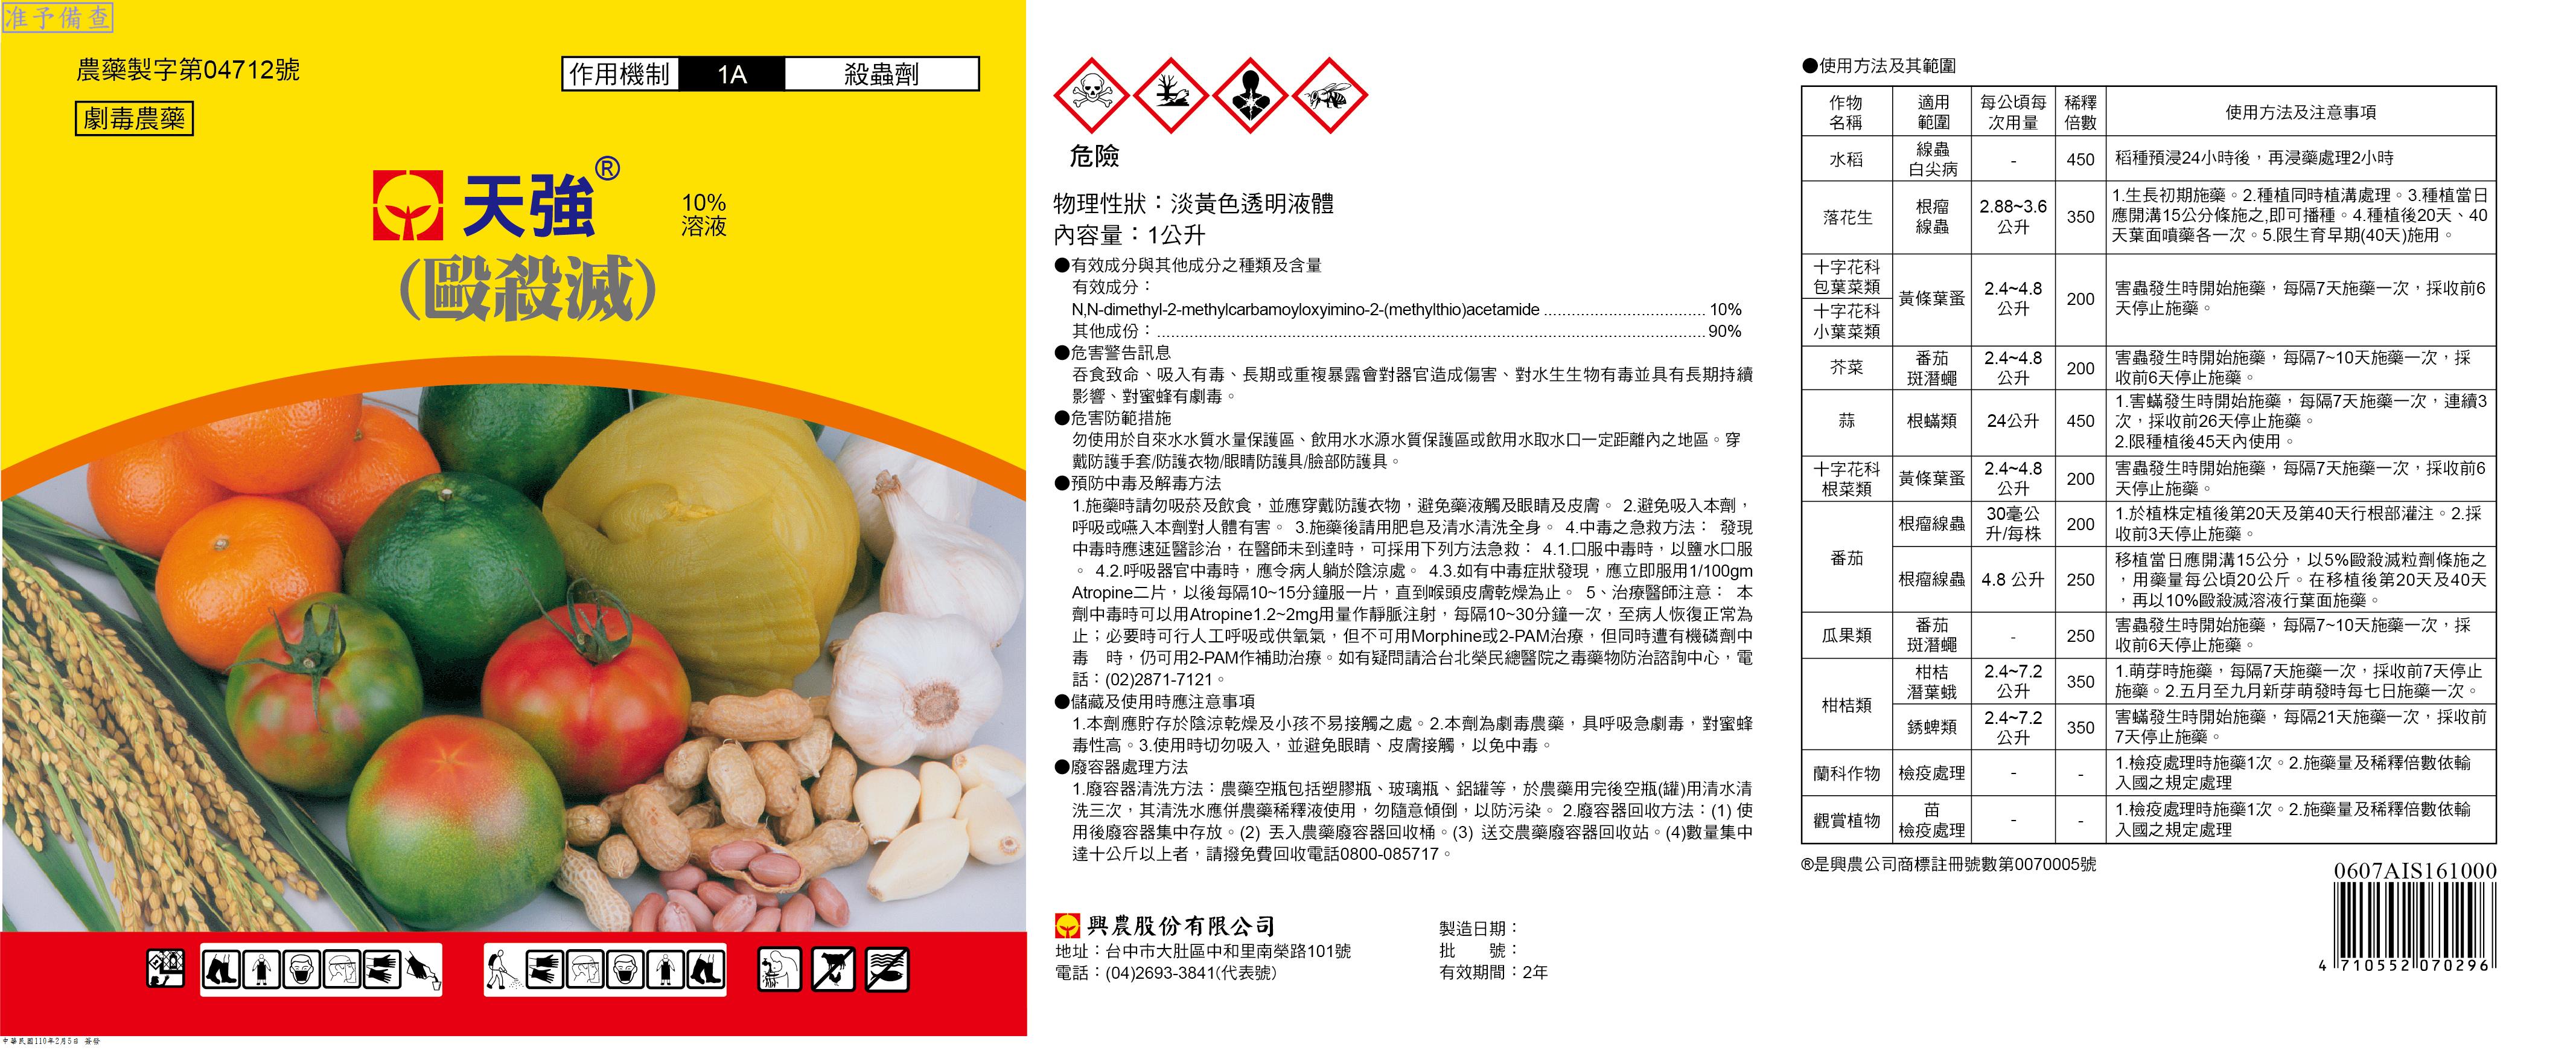 准予備查
農藥製字第04712號
劇毒農藥
作用機制 1A 殺蟲劑
天強®
10%
溶液
(毆殺滅)
中華民國110年2月5日 簽發
危險
物理性狀：淡黃色透明液體
內容量：1公升
●有效成分與其他成分之種類及含量
有效成分：
N,N-dimethyl-2-methylcarbamoyloxyimino-2-(methylthio)acetamide ................................... 10%
其他成份：...................................................................................................................... 90%
●危害警告訊息
吞食致命、吸入有毒、長期或重複暴露會對器官造成傷害、對水生生物有毒並具有長期持續
影響、對蜜蜂有劇毒。
●危害防範措施
勿使用於自來水水質水量保護區、飲用水水源水質保護區或飲用水取水口一定距離內之地區。穿
戴防護手套/防護衣物/眼睛防護具/臉部防護具。
●預防中毒及解毒方法
1.施藥時請勿吸菸及飲食，並應穿戴防護衣物，避免藥液觸及眼睛及皮膚。 2.避免吸入本劑，
呼吸或嚥入本劑對人體有害。 3.施藥後請用肥皂及清水清洗全身。 4.中毒之急救方法： 發現
中毒時應速延醫診治，在醫師未到達時，可採用下列方法急救： 4.1.口服中毒時，以鹽水口服
。 4.2.呼吸器官中毒時，應令病人躺於陰涼處。 4.3.如有中毒症狀發現，應立即服用1/100gm
Atropine二片，以後每隔10~15分鐘服一片，直到喉頭皮膚乾燥為止。 5、治療醫師注意： 本
劑中毒時可以用Atropine1.2~2mg用量作靜脈注射，每隔10~30分鐘一次，至病人恢復正常為
止；必要時可行人工呼吸或供氧氣，但不可用Morphine或2-PAM治療，但同時遭有機磷劑中
毒 時，仍可用2-PAM作補助治療。如有疑問請洽台北榮民總醫院之毒藥物防治諮詢中心，電
話：(02)2871-7121。
●儲藏及使用時應注意事項
1.本劑應貯存於陰涼乾燥及小孩不易接觸之處。2.本劑為劇毒農藥，具呼吸急劇毒，對蜜蜂
毒性高。3.使用時切勿吸入，並避免眼睛、皮膚接觸，以免中毒。
●廢容器處理方法
1.廢容器清洗方法：農藥空瓶包括塑膠瓶、玻璃瓶、鋁罐等，於農藥用完後空瓶(罐)用清水清
洗三次，其清洗水應併農藥稀釋液使用，勿隨意傾倒，以防污染。 2.廢容器回收方法：(1) 使
用後廢容器集中存放。(2) 丟入農藥廢容器回收桶。(3) 送交農藥廢容器回收站。(4)數量集中
達十公斤以上者，請撥免費回收電話0800-085717。
興農股份有限公司
地址：台中市大肚區中和里南榮路101號
電話：(04)2693-3841(代表號)
製造日期：
批 號：
有效期間：2年
●使用方法及其範圍
作物名稱 適用範圍 每公頃每次用量 稀釋倍數 使用方法及注意事項
水稻 線蟲白尖病 - 450 稻種預浸24小時後，再浸藥處理2小時
落花生 根瘤線蟲 2.88~3.6公升 350 1.生長初期施藥。2.種植同時植溝處理。3.種植當日
應開溝15公分條施之,即可播種。4.種植後20天、40
天葉面噴藥各一次。5.限生育早期(40天)施用。
十字花科包葉菜類
十字花科小葉菜類 黃條葉蚤 2.4~4.8公升 200 害蟲發生時開始施藥，每隔7天施藥一次，採收前6
天停止施藥。
芥菜 番茄斑潛蠅 2.4~4.8公升 200 害蟲發生時開始施藥，每隔7~10天施藥一次，採
收前6天停止施藥。
蒜 根蟎類 24公升 450 1.害蟎發生時開始施藥，每隔7天施藥一次，連續3
次，採收前26天停止施藥。
2.限種植後45天內使用。
十字花科根菜類 黃條葉蚤 2.4~4.8公升 200 害蟲發生時開始施藥，每隔7天施藥一次，採收前6
天停止施藥。
番茄 根瘤線蟲 30毫公升/每株 200 1.於植株定植後第20天及第40天行根部灌注。2.採
收前3天停止施藥。
根瘤線蟲 4.8 公升 250 移植當日應開溝15公分，以5%毆殺滅粒劑條施之
，用藥量每公頃20公斤。在移植後第20天及40天
，再以10%毆殺滅溶液行葉面施藥。
瓜果類 番茄斑潛蠅 - 250 害蟲發生時開始施藥，每隔7~10天施藥一次，採
收前6天停止施藥。
柑桔類 柑桔潛葉蛾 2.4~7.2公升 350 1.萌芽時施藥，每隔7天施藥一次，採收前7天停止
施藥。2.五月至九月新芽萌發時每七日施藥一次。
銹蜱類 2.4~7.2公升 350 害蟎發生時開始施藥，每隔21天施藥一次，採收前
7天停止施藥。
蘭科作物 檢疫處理 - - 1.檢疫處理時施藥1次。2.施藥量及稀釋倍數依輸
入國之規定處理
觀賞植物 苗檢疫處理 - - 1.檢疫處理時施藥1次。2.施藥量及稀釋倍數依輸
入國之規定處理
®是興農公司商標註冊號數第0070005號
0607AIS161000
4 710552 070296